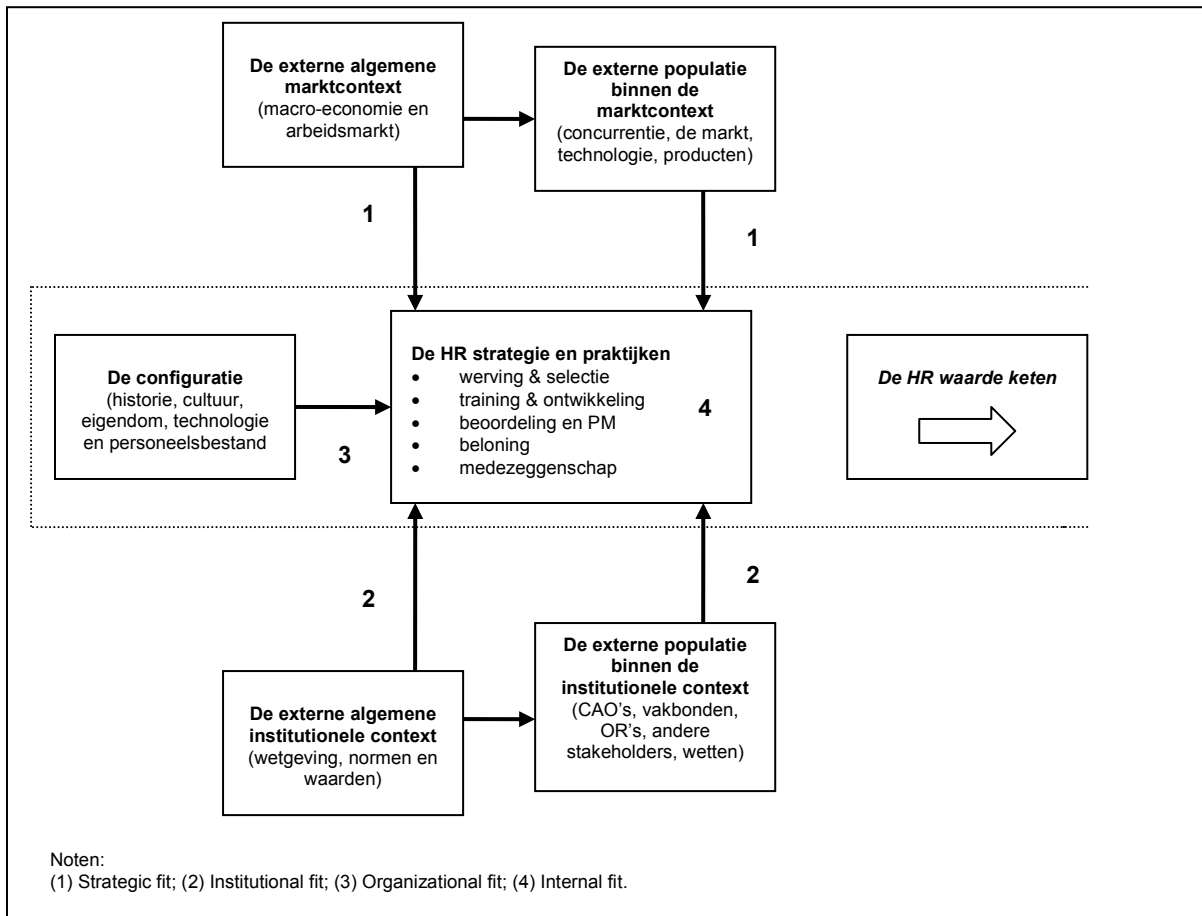 De externe algemene
marktcontext
(macro-economie en
arbeidsmarkt)
De externe populatie
binnen de
marktcontext
(concurrentie, de markt,
technologie, producten)
1
1
De configuratie
(historie, cultuur,
eigendom, technologie
en personeelsbestand
3
De HR strategie en praktijken
• werving & selectie
• training & ontwikkeling
• beoordeling en PM
• beloning
• medezeggenschap
4
De HR waarde keten
2
2
De externe algemene
institutionele context
(wetgeving, normen en
waarden)
De externe populatie
binnen de
institutionele context
(CAO's, vakbonden,
OR's, andere
stakeholders, wetten)
Noten:
(1) Strategic fit; (2) Institutional fit; (3) Organizational fit; (4) Internal fit.